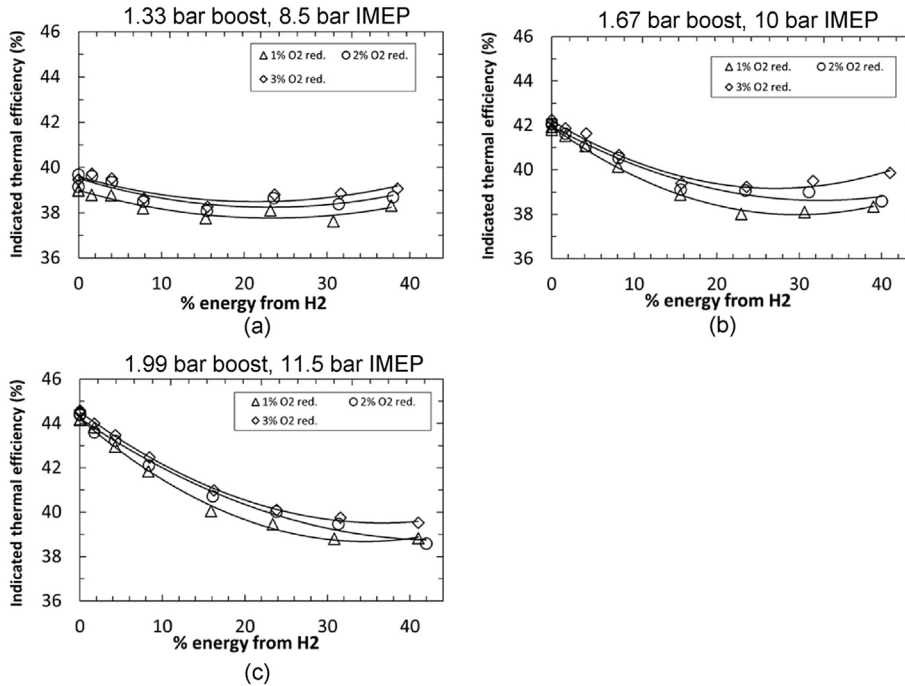 1.33 bar boost, 8.5 bar IMEP
Indicated thermal efficiency (%)
46
44
42
40
38
36
1% O2 red.
2% O2 red.
3% O2 red.
0
10
20
30
40
% energy from H2
(a)
1.67 bar boost, 10 bar IMEP
Indicated thermal efficiency (%)
46
44
42
40
38
36
1% O2 red.
2% O2 red.
3% O2 red.
0
10
20
30
40
% energy from H2
(b)
1.99 bar boost, 11.5 bar IMEP
Indicated thermal efficiency (%)
46
44
42
40
38
36
1% O2 red.
2% O2 red.
3% O2 red.
0
10
20
30
40
% energy from H2
(c)